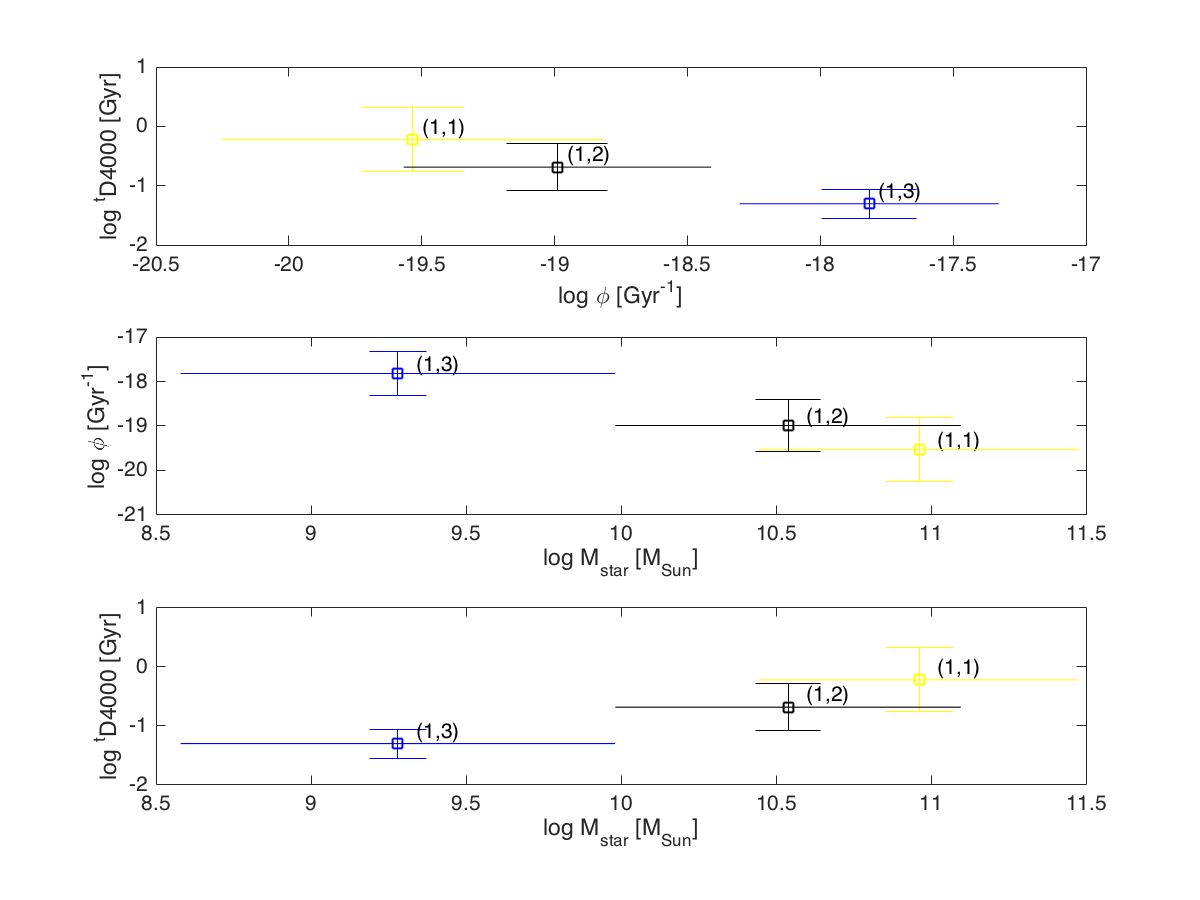 1
0
-1
-2
log ^tD4000 [Gyr]
(1,1)
(1,2)
(1,3)
-20.5 -20 -19.5 -19 -18.5 -18 -17.5 -17
log ϕ [Gyr^-1]
-17
-18
-19
-20
-21
log ϕ [Gyr^-1]
(1,3)
(1,2)
(1,1)
8.5 9 9.5 10 10.5 11 11.5
log M_star [M_Sun]
1
0
-1
-2
log ^tD4000 [Gyr]
(1,1)
(1,2)
(1,3)
8.5 9 9.5 10 10.5 11 11.5
log M_star [M_Sun]